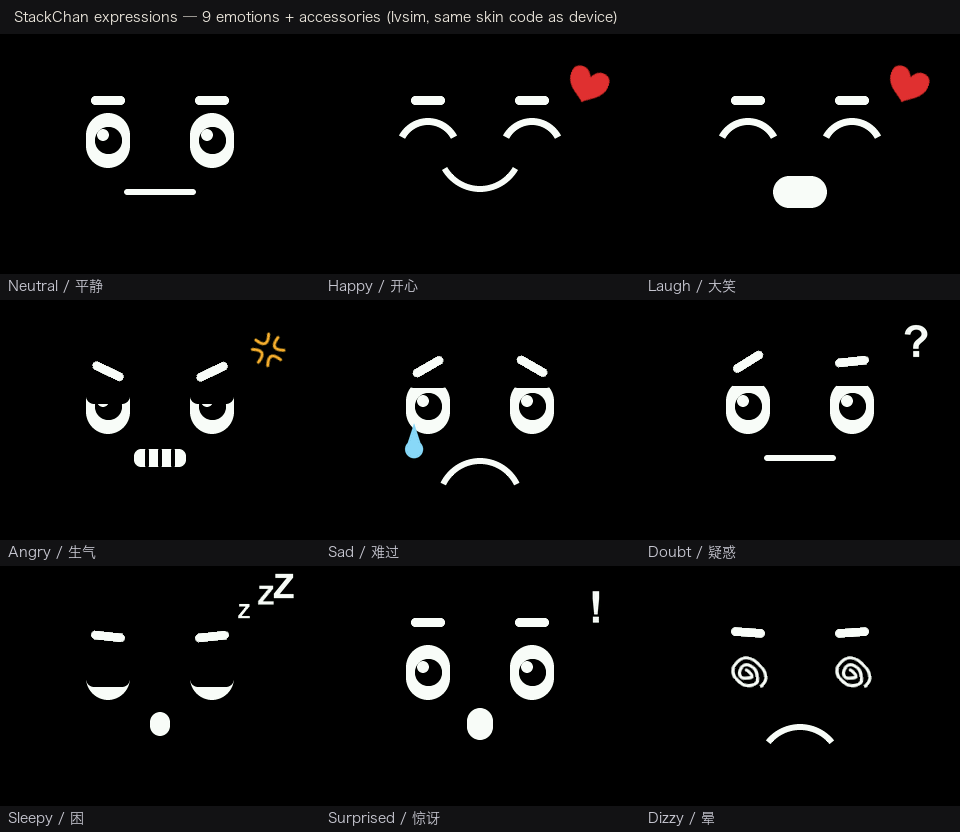 StackChan expressions — 9 emotions + accessories (lvsim, same skin code as device)
Neutral / 平静
Happy / 开心
Laugh / 大笑
?
Angry / 生气
Sad / 难过
Doubt / 疑惑
z z Z
!
Sleepy / 困
Surprised / 惊讶
Dizzy / 晕